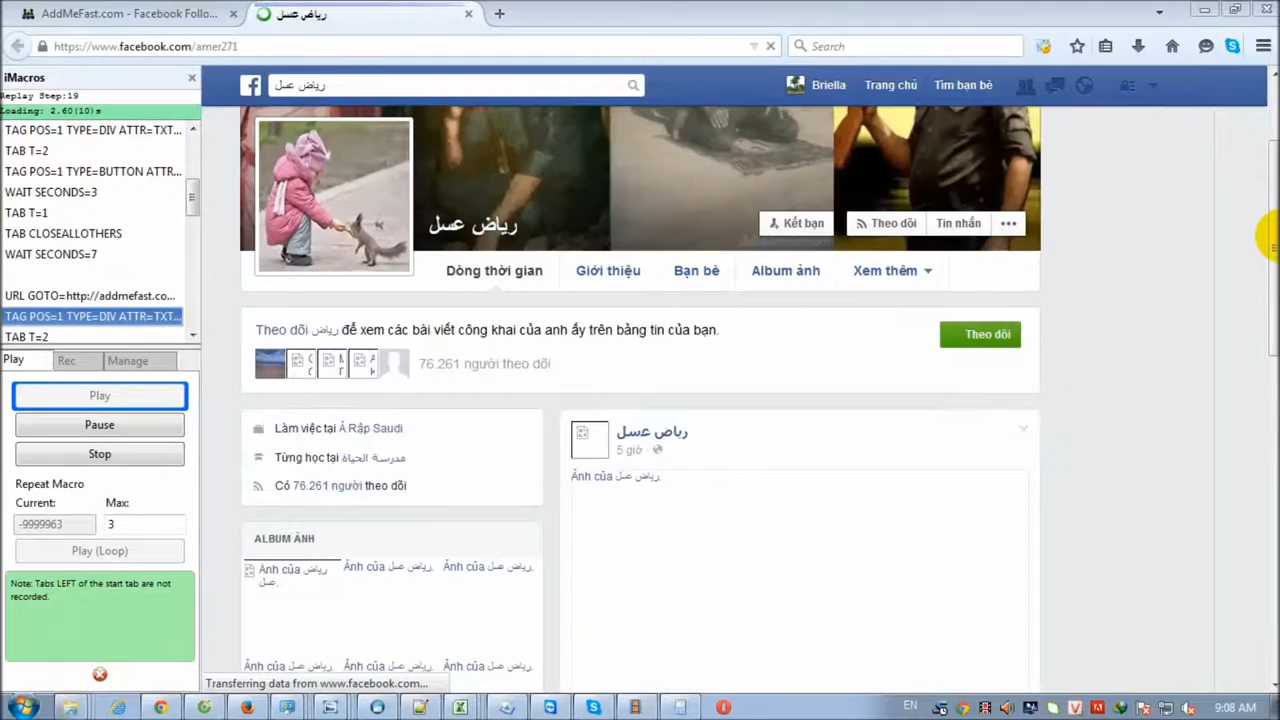 AddMeFast.com - Facebook Follo...
رياض عسل
https://www.facebook.com/amer271
Search
iMacros
Replay Step:19
Loading: 2.60(10)s
TAG POS=1 TYPE=DIV ATTR=TXT...
TAB T=2
TAG POS=1 TYPE=BUTTON ATTR...
WAIT SECONDS=3
TAB T=1
TAB CLOSEALLOTHERS
WAIT SECONDS=7
URL GOTO=http://addmefast.co...
TAG POS=1 TYPE=DIV ATTR=TXT...
TAB T=2
Play Rec Manage
Play
Pause
Stop
Repeat Macro
Current: Max:
-9999963 3
Play (Loop)
Note: Tabs LEFT of the start tab are not
recorded.
رياض عسل
Briella Trang chủ Tìm bạn bè
رياض عسل
Kết bạn Theo dõi Tin nhắn
Dòng thời gian Giới thiệu Bạn bè Album ảnh Xem thêm
Theo dõi رياض để xem các bài viết công khai của anh ấy trên bảng tin của bạn.
Theo dõi
76.261 người theo dõi
Làm việc tại Ả Rập Saudi
Từng học tại مدرسة الحياة
Có 76.261 người theo dõi
ALBUM ẢNH
Ảnh của رياض
عسل.
Ảnh của رياض عسل. Ảnh của رياض عسل.
Ảnh của رياض عسل. Ảnh của رياض عسل. Ảnh của رياض عسل.
رياض عسل
5 giờ
Ảnh của رياض عسل.
Transferring data from www.facebook.com...
EN
9:08 AM